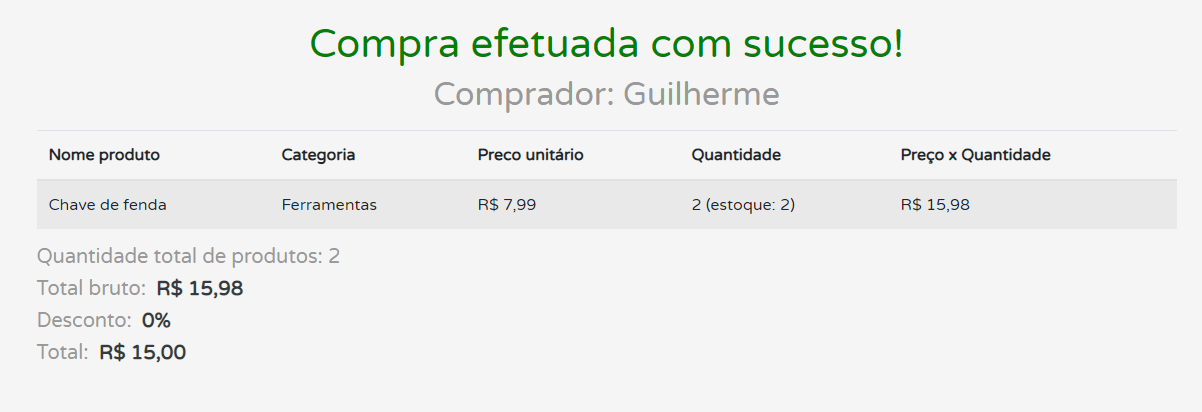 Compra efetuada com sucesso!
Comprador: Guilherme
Nome produto Categoria Preco unitário Quantidade Preço x Quantidade
Chave de fenda Ferramentas R$ 7,99 2 (estoque: 2) R$ 15,98
Quantidade total de produtos: 2
Total bruto: R$ 15,98
Desconto: 0%
Total: R$ 15,00